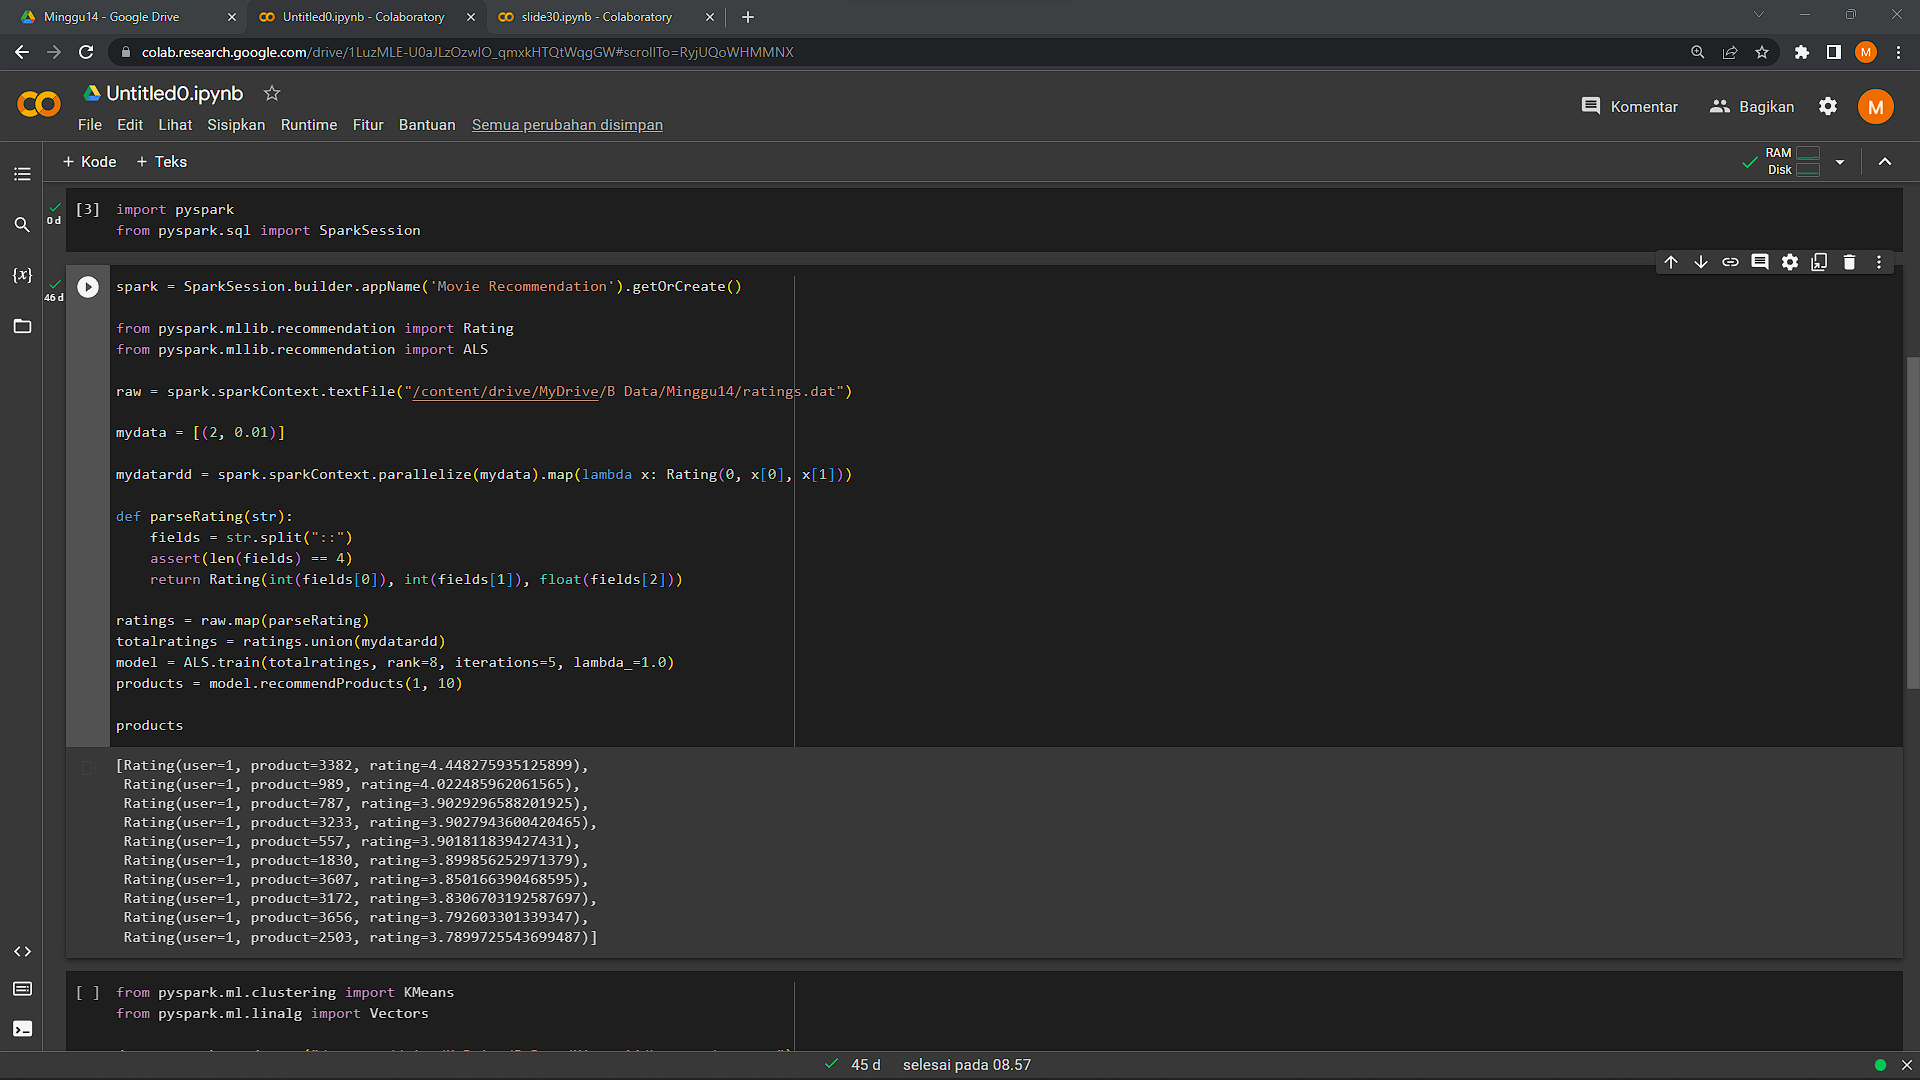 Minggu14 - Google Drive
Untitled0.ipynb - Colaboratory
slide30.ipynb - Colaboratory
colab.research.google.com/drive/1LuzMLE-U0aJLzOzwIO_qmxkHTQtWqgGW#scrollTo=RyjUQoWHMMNX
M
Untitled0.ipynb
Komentar
Bagikan
M
File Edit Lihat Sisipkan Runtime Fitur Bantuan Semua perubahan disimpan
+ Kode + Teks
RAM
Disk
0 d
[3] import pyspark
from pyspark.sql import SparkSession
46 d
spark = SparkSession.builder.appName('Movie Recommendation').getOrCreate()
from pyspark.mllib.recommendation import Rating
from pyspark.mllib.recommendation import ALS
raw = spark.sparkContext.textFile("/content/drive/MyDrive/B Data/Minggu14/ratings.dat")
mydata = [(2, 0.01)]
mydatardd = spark.sparkContext.parallelize(mydata).map(lambda x: Rating(0, x[0], x[1]))
def parseRating(str):
    fields = str.split("::")
    assert(len(fields) == 4)
    return Rating(int(fields[0]), int(fields[1]), float(fields[2]))
ratings = raw.map(parseRating)
totalratings = ratings.union(mydatardd)
model = ALS.train(totalratings, rank=8, iterations=5, lambda_=1.0)
products = model.recommendProducts(1, 10)
products
[Rating(user=1, product=3382, rating=4.448275935125899),
Rating(user=1, product=989, rating=4.022485962061565),
Rating(user=1, product=787, rating=3.9029296588201925),
Rating(user=1, product=3233, rating=3.9027943600420465),
Rating(user=1, product=557, rating=3.901811839427431),
Rating(user=1, product=1830, rating=3.899856252971379),
Rating(user=1, product=3607, rating=3.850166390468595),
Rating(user=1, product=3172, rating=3.8306703192587697),
Rating(user=1, product=3656, rating=3.792603301339347),
Rating(user=1, product=2503, rating=3.7899725543699487)]
[ ] from pyspark.ml.clustering import KMeans
from pyspark.ml.linalg import Vectors
45 d selesai pada 08.57